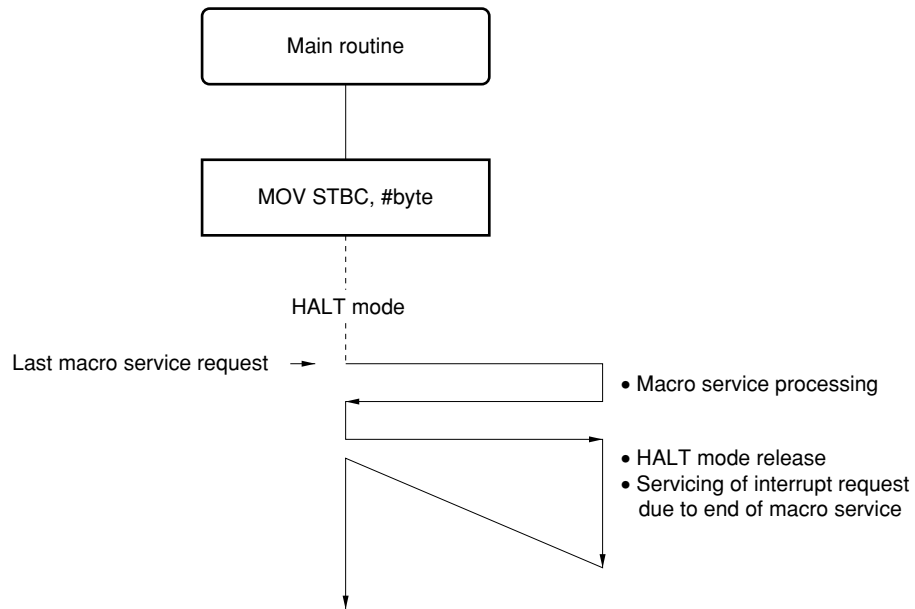 Main routine
MOV STBC, #byte
HALT mode
Last macro service request
• Macro service processing
• HALT mode release
• Servicing of interrupt request
due to end of macro service